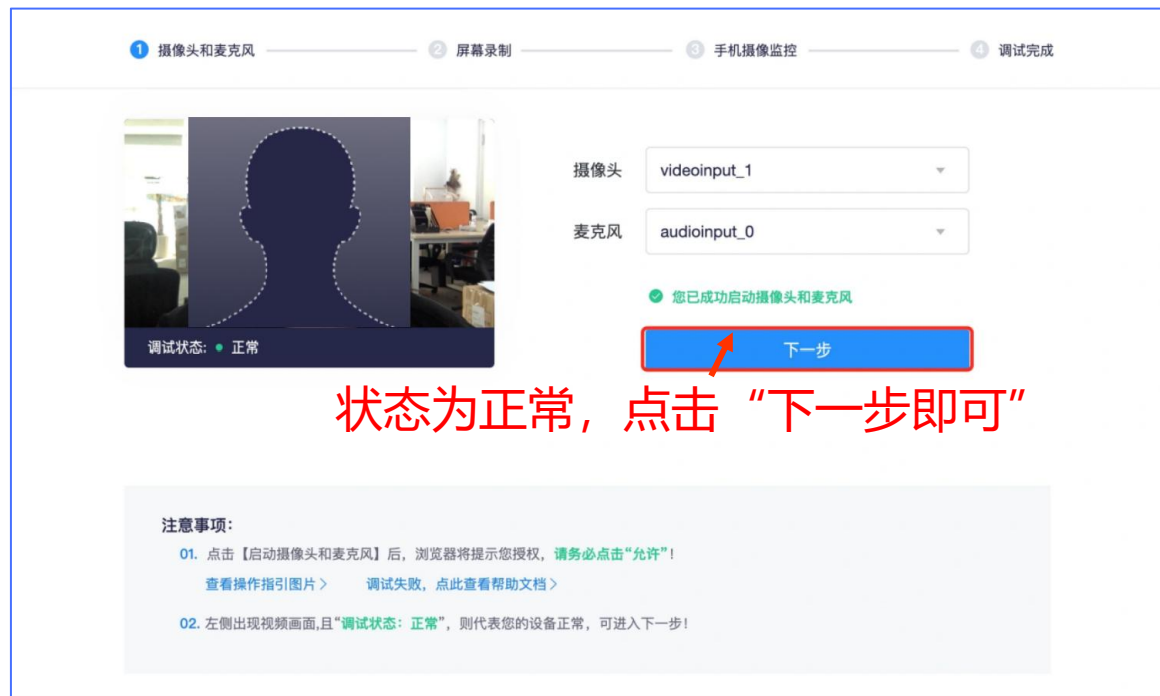 1 摄像头和麦克风 2 屏幕录制 3 手机摄像监控 4 调试完成
摄像头 videoinput_1
麦克风 audioinput_0
您已成功启动摄像头和麦克风
调试状态: 正常
下一步
状态为正常，点击“下一步即可”
注意事项：
01. 点击【启动摄像头和麦克风】后，浏览器将提示您授权，请务必点击“允许”！
查看操作指引图片＞ 调试失败，点此查看帮助文档＞
02. 左侧出现视频画面,且“调试状态：正常”，则代表您的设备正常，可进入下一步！